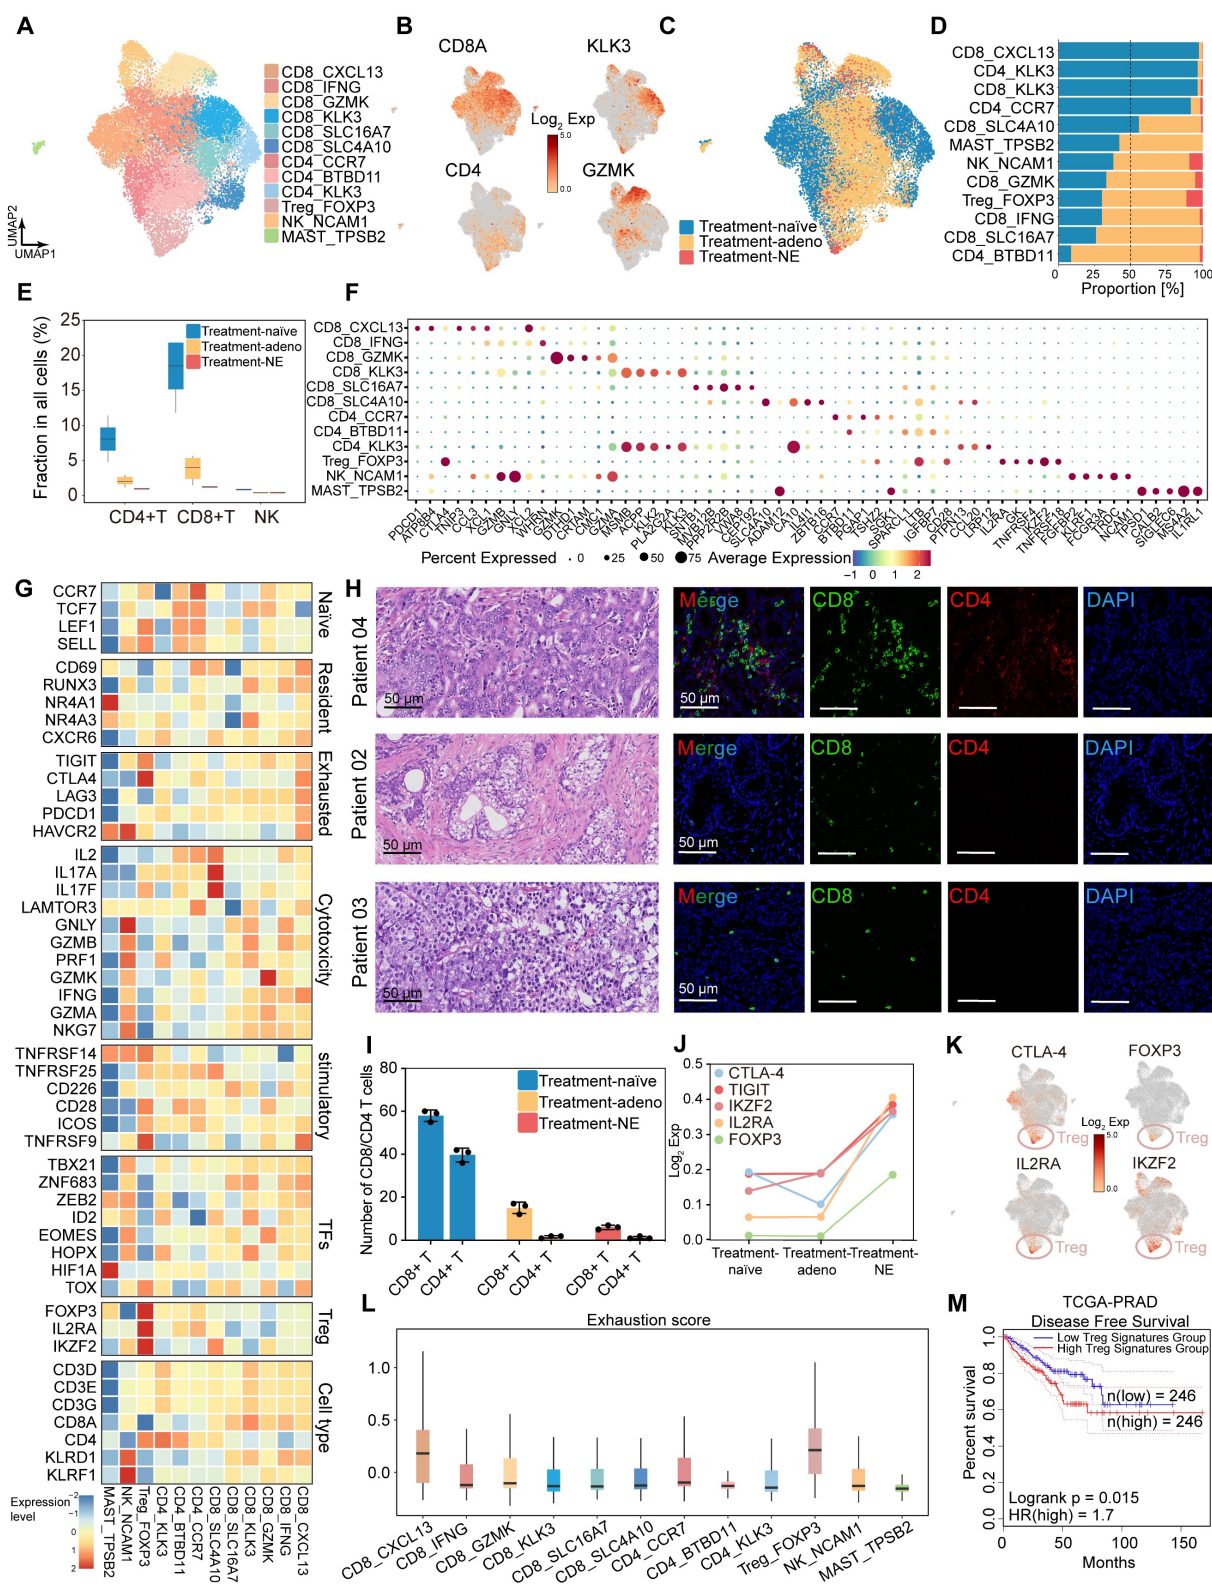 A
CD8_CXCL13
CD8_IFNG
CD8_GZMK
CD8_KLK3
CD8_SLC16A7
CD8_SLC4A10
CD4_CCR7
CD4_BTBD11
CD4_KLK3
Treg_FOXP3
NK_NCAM1
MAST_TPSB2
UMAP2
UMAP1
B
CD8A
KLK3
Log2 Exp
5.0
0.0
CD4
GZMK
C
Treatment-naïve
Treatment-adeno
Treatment-NE
D
CD8_CXCL13
CD4_KLK3
CD8_KLK3
CD4_CCR7
CD8_SLC4A10
MAST_TPSB2
NK_NCAM1
CD8_GZMK
Treg_FOXP3
CD8_IFNG
CD8_SLC16A7
CD4_BTBD11
0 25 50 75 100
Proportion [%]
E
Fraction in all cells (%)
25
20
15
10
5
0
Treatment-naïve
Treatment-adeno
Treatment-NE
CD4+T CD8+T NK
F
CD8_CXCL13
CD8_IFNG
CD8_GZMK
CD8_KLK3
CD8_SLC16A7
CD8_SLC4A10
CD4_CCR7
CD4_BTBD11
CD4_KLK3
Treg_FOXP3
NK_NCAM1
MAST_TPSB2
Percent Expressed 0 25 50 75 Average Expression
−1 0 1 2
G
CCR7
TCF7
LEF1
SELL
Naïve
CD69
RUNX3
NR4A1
NR4A3
CXCR6
Resident
TIGIT
CTLA4
LAG3
PDCD1
HAVCR2
Exhausted
IL2
IL17A
IL17F
LAMTOR3
GNLY
GZMB
PRF1
GZMK
IFNG
GZMA
NKG7
Cytotoxicity
TNFRSF14
TNFRSF25
CD226
CD28
ICOS
TNFRSF9
stimulatory
TBX21
ZNF683
ZEB2
ID2
EOMES
HOPX
HIF1A
TOX
TFs
FOXP3
IL2RA
IKZF2
Treg
CD3D
CD3E
CD3G
CD8A
CD4
KLRD1
KLRF1
Cell type
Expression level
−2
−1
0
1
2
MAST_TPSB2
NK_NCAM1
Treg_FOXP3
CD4_KLK3
CD4_BTBD11
CD4_CCR7
CD8_SLC4A10
CD8_SLC16A7
CD8_KLK3
CD8_GZMK
CD8_IFNG
CD8_CXCL13
H
Patient 04
50 µm
Merge
50 µm
CD8
CD4
DAPI
Patient 02
50 µm
Merge
50 µm
CD8
CD4
DAPI
Patient 03
50 µm
Merge
50 µm
CD8
CD4
DAPI
I
Number of CD8/CD4 T cells
80
60
40
20
0
Treatment-naïve
Treatment-adeno
Treatment-NE
CD8+ T
CD4+ T
CD8+ T
CD4+ T
CD8+ T
CD4+ T
J
Log2 Exp
0.5
0.4
0.3
0.2
0.1
0.0
CTLA-4
TIGIT
IKZF2
IL2RA
FOXP3
Treatment-naïve
Treatment-adeno
Treatment-NE
K
CTLA-4
FOXP3
Treg
Treg
Log2 Exp
5.0
0.0
IL2RA
IKZF2
Treg
Treg
L
Exhaustion score
1.0
0.5
0.0
CD8_CXCL13
CD8_IFNG
CD8_GZMK
CD8_KLK3
CD8_SLC16A7
CD8_SLC4A10
CD4_CCR7
CD4_BTBD11
CD4_KLK3
Treg_FOXP3
NK_NCAM1
MAST_TPSB2
M
TCGA-PRAD
Disease Free Survival
Low Treg Signatures Group
High Treg Signatures Group
n(low) = 246
n(high) = 246
Logrank p = 0.015
HR(high) = 1.7
Percent survival
1.0
0.8
0.6
0.4
0.2
0.0
0 50 100 150
Months